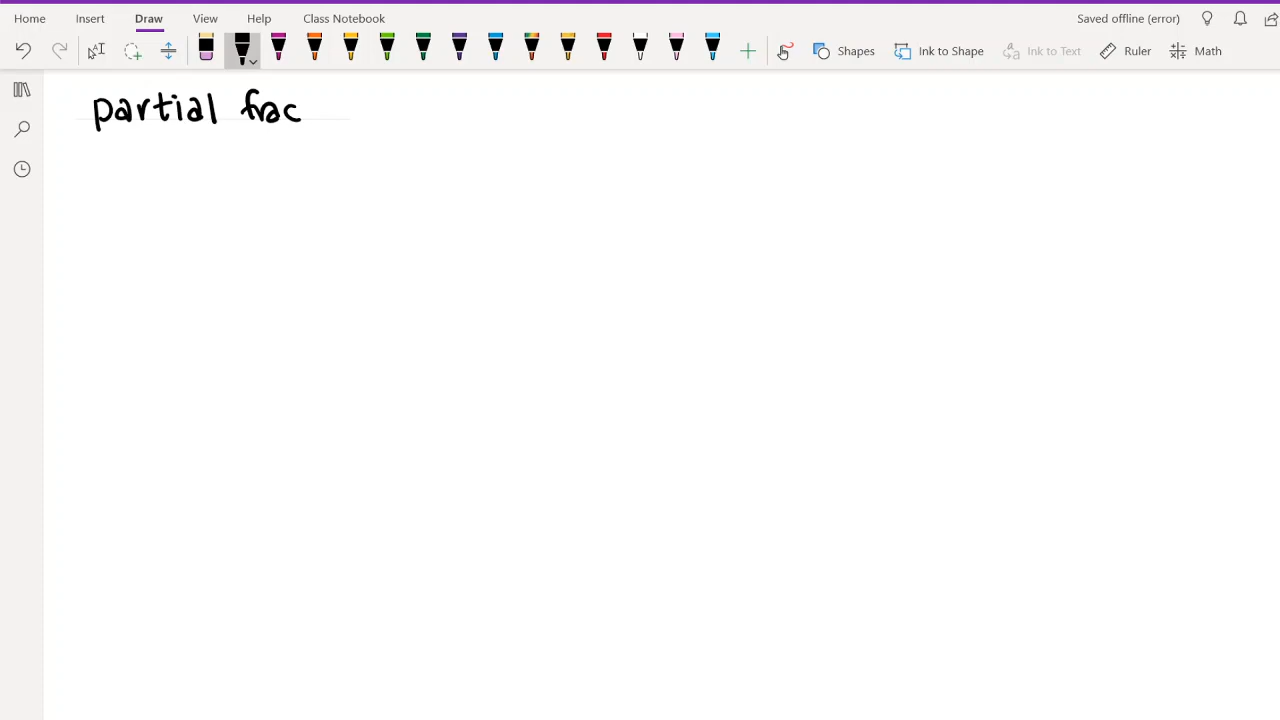 Home Insert Draw View Help Class Notebook Saved offline (error)
Shapes Ink to Shape Ink to Text Ruler Math
partial frac